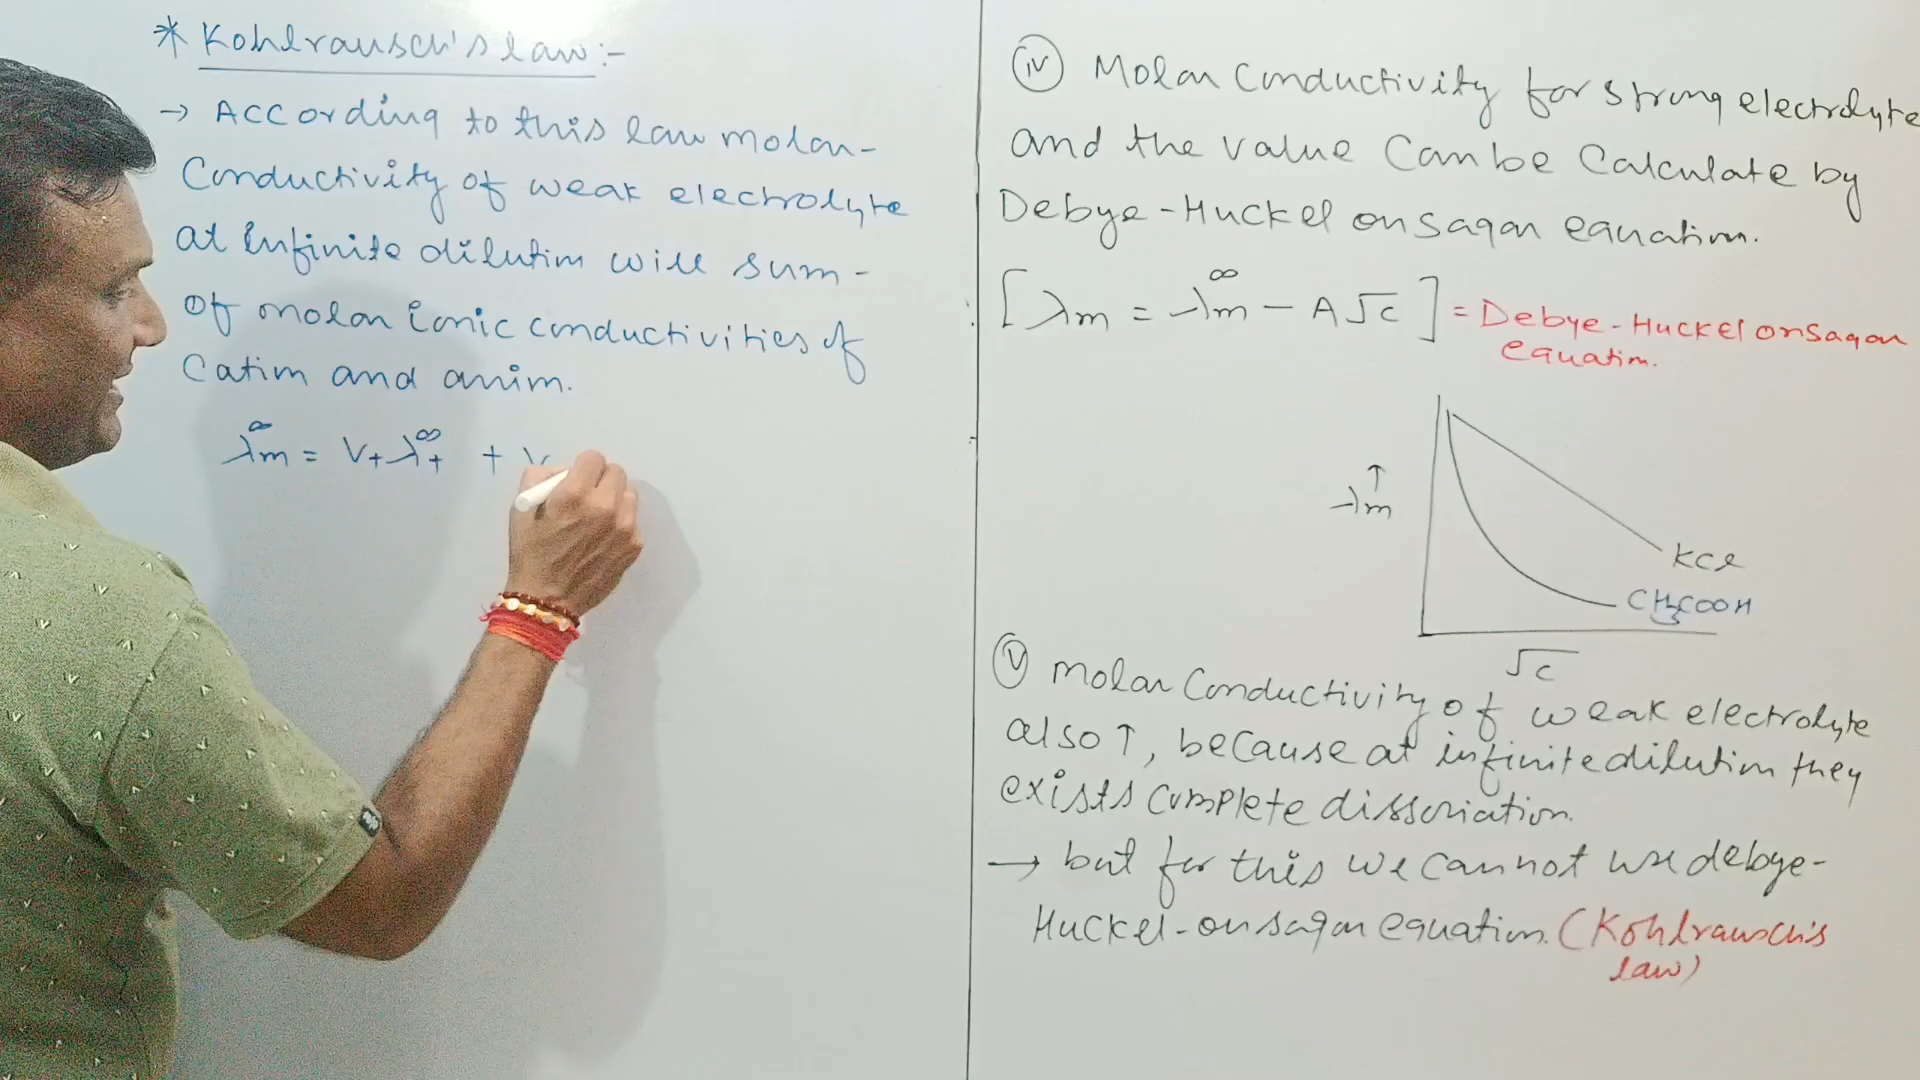 * Kohlrausch's law :-
→ According to this law molar-
Conductivity of weak electrolyte
at infinite dilution will sum-
of molar ionic conductivities of
Cation and anion.
λm^∞ = V+ λ+^∞ + V
(iv) Molar Conductivity for strong electrolyte
and the value Can be Calculate by
Debye-Huckel onsagar equation.
[λm = λm^∞ - A√c] = Debye-Huckel onsagar
equation.
λm ↑
KCl
CH3COOH
√c
(v) Molar Conductivity of weak electrolyte
also ↑, because at infinite dilution they
exists complete dissociation.
→ but for this we cannot use debye-
Huckel-onsagar equation. (Kohlrausch's
law)